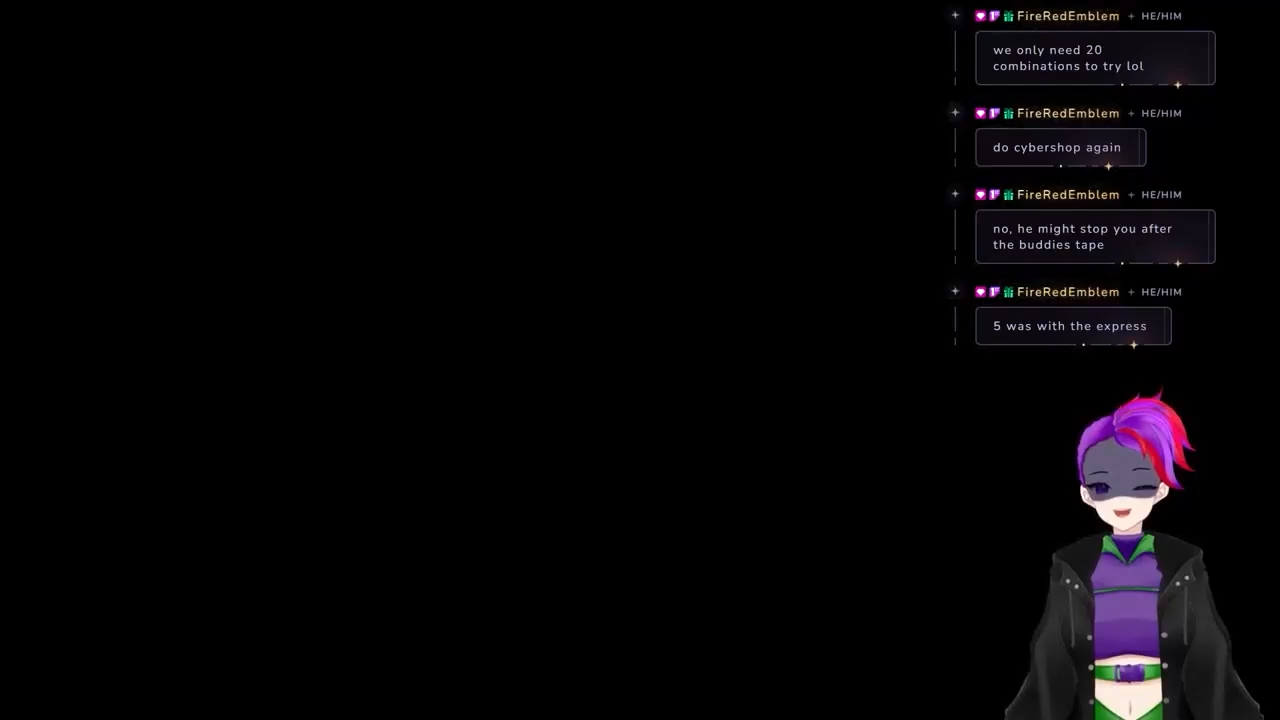 FireRedEmblem + HE/HIM
we only need 20
combinations to try lol
FireRedEmblem + HE/HIM
do cybershop again
FireRedEmblem + HE/HIM
no, he might stop you after
the buddies tape
FireRedEmblem + HE/HIM
5 was with the express